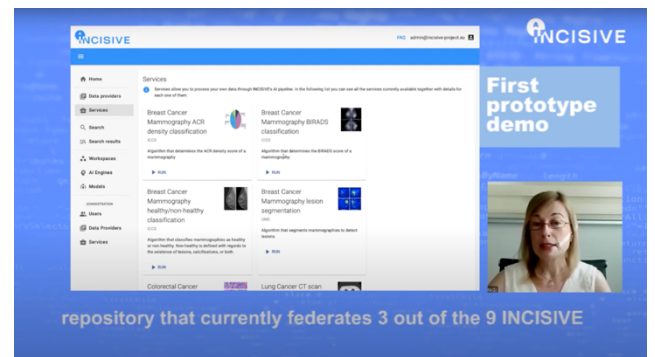 INCISIVE
FAQ admin@incisive-project.eu
INCISIVE
Home
Data providers
Services
Search
Search results
Workspaces
AI Engines
Models
ADMINISTRATION
Users
Data Providers
Services
Services
Services allow you to process your own data through INCISIVE's AI pipeline. In the following list you can see all the services currently available together with details for
each one of them.
Breast Cancer
Mammography ACR
density classification
Algorithm that determines the ACR density score of a
mammography
RUN
Breast Cancer
Mammography BIRADS
classification
Algorithm that determines the BIRADS score of a
mammography
RUN
Breast Cancer
Mammography
healthy/non-healthy
classification
Algorithm that classifies mammographies as healthy
or non-healthy. Non-healthy is defined with regards to
the existence of lesions, calcifications, or both.
RUN
Breast Cancer
Mammography lesion
segmentation
Algorithm that segments mammographies to detect
lesions.
RUN
Colorectal Cancer
Lung Cancer CT scan
First
prototype
demo
repository that currently federates 3 out of the 9 INCISIVE